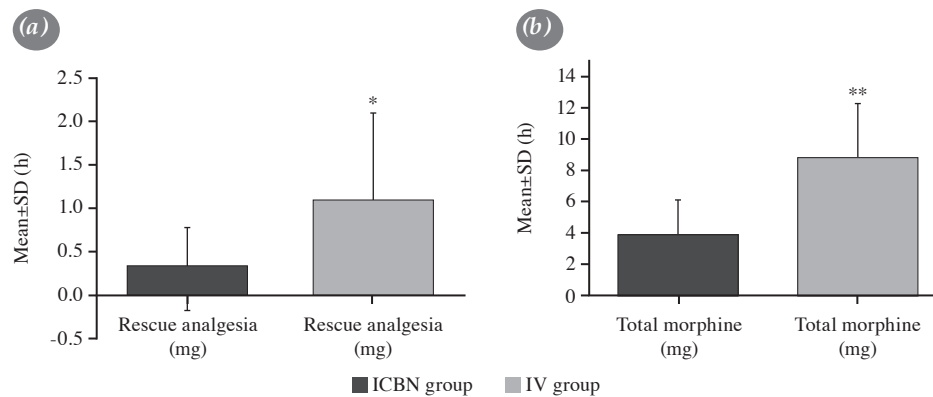 (a)
Mean±SD (h)
2.5
2.0
1.5
1.0
0.5
0.0
-0.5
*
Rescue analgesia
(mg)
Rescue analgesia
(mg)
(b)
Mean±SD (h)
14
12
10
8
6
4
2
0
**
Total morphine
(mg)
Total morphine
(mg)
ICBN group IV group